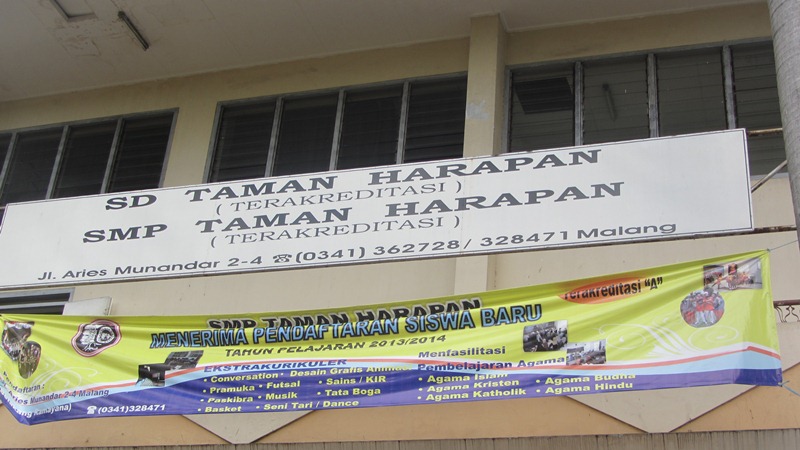 SD TAMAN HARAPAN
( TERAKREDITASI )
SMP TAMAN HARAPAN
( TERAKREDITASI )
Jl. Aries Munandar 2-4 ☎(0341) 362728/ 328471 Malang
Terakreditasi "A"
SMP TAMAN HARAPAN
MENERIMA PENDAFTARAN SISWA BARU
TAHUN PELAJARAN 2013/2014
EKSTRAKURIKULER
• Conversation • Desain Grafis
• Pramuka • Futsal • Sains / KIR
• Paskibra • Musik • Tata Boga
• Basket • Seni Tari / Dance
Menfasilitasi
Pembelajaran Agama
• Agama Islam • Agama Budha
• Agama Kristen • Agama Hindu
• Agama Katholik
Aries Munandar 2-4 Malang
☎(0341)328471